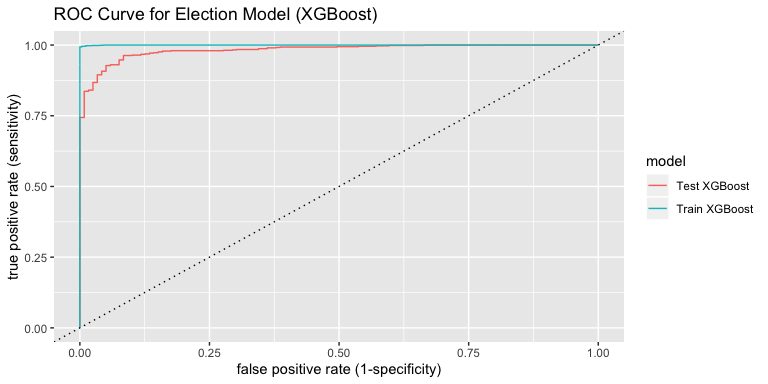 ROC Curve for Election Model (XGBoost)
true positive rate (sensitivity)
1.00
0.75
0.50
0.25
0.00
0.00 0.25 0.50 0.75 1.00
false positive rate (1-specificity)
model
Test XGBoost
Train XGBoost